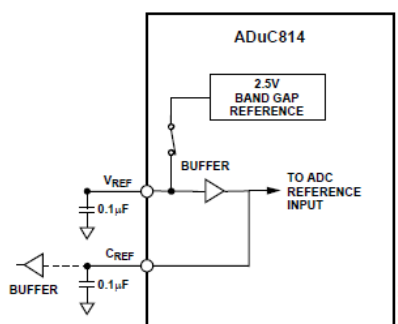 ADuC814
2.5V
BAND GAP
REFERENCE
BUFFER
VREF
TO ADC
REFERENCE
INPUT
0.1μF
CREF
0.1μF
BUFFER